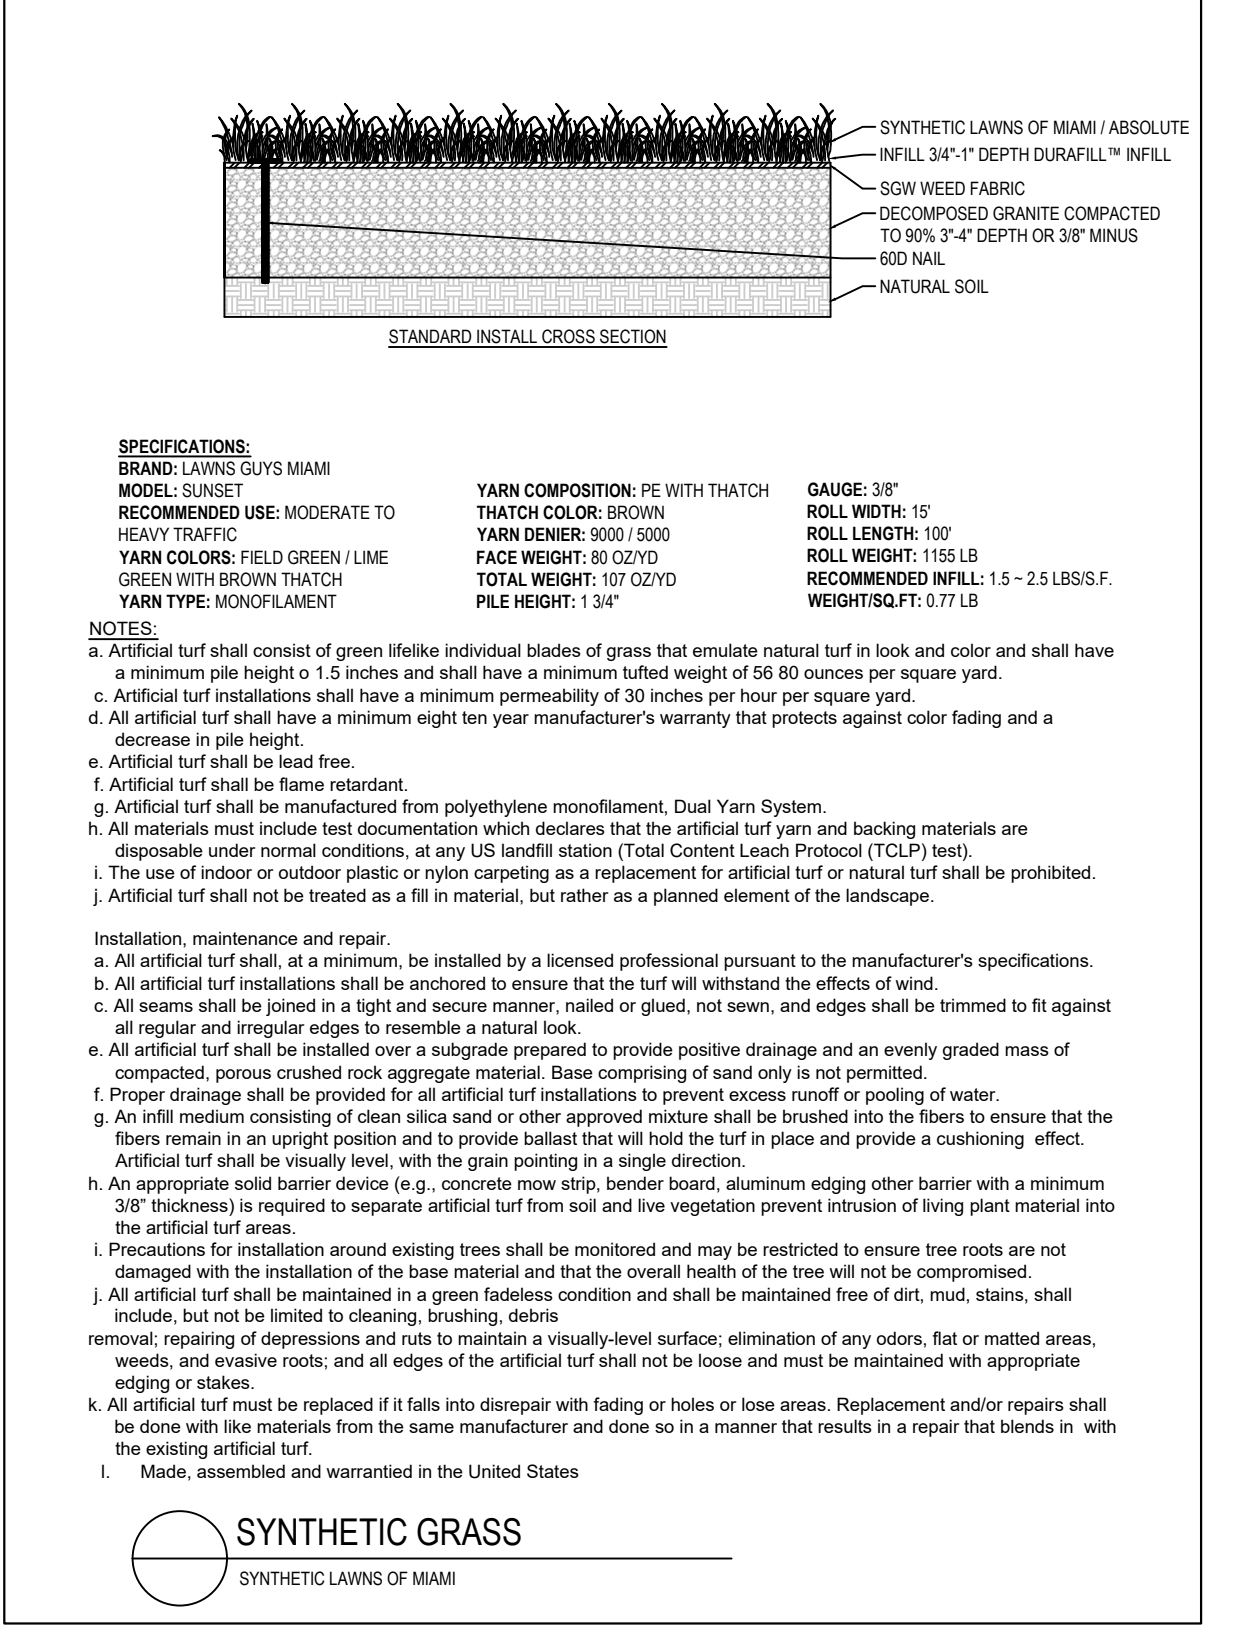 SYNTHETIC LAWNS OF MIAMI / ABSOLUTE
INFILL 3/4"-1" DEPTH DURAFILL™ INFILL
SGW WEED FABRIC
DECOMPOSED GRANITE COMPACTED
TO 90% 3"-4" DEPTH OR 3/8" MINUS
60D NAIL
NATURAL SOIL
STANDARD INSTALL CROSS SECTION
SPECIFICATIONS:
BRAND: LAWNS GUYS MIAMI
MODEL: SUNSET
RECOMMENDED USE: MODERATE TO
HEAVY TRAFFIC
YARN COLORS: FIELD GREEN / LIME
GREEN WITH BROWN THATCH
YARN TYPE: MONOFILAMENT
YARN COMPOSITION: PE WITH THATCH
THATCH COLOR: BROWN
YARN DENIER: 9000 / 5000
FACE WEIGHT: 80 OZ/YD
TOTAL WEIGHT: 107 OZ/YD
PILE HEIGHT: 1 3/4"
GAUGE: 3/8"
ROLL WIDTH: 15'
ROLL LENGTH: 100'
ROLL WEIGHT: 1155 LB
RECOMMENDED INFILL: 1.5 ~ 2.5 LBS/S.F.
WEIGHT/SQ.FT: 0.77 LB
NOTES:
a. Artificial turf shall consist of green lifelike individual blades of grass that emulate natural turf in look and color and shall have
a minimum pile height o 1.5 inches and shall have a minimum tufted weight of 56 80 ounces per square yard.
c. Artificial turf installations shall have a minimum permeability of 30 inches per hour per square yard.
d. All artificial turf shall have a minimum eight ten year manufacturer's warranty that protects against color fading and a
decrease in pile height.
e. Artificial turf shall be lead free.
f. Artificial turf shall be flame retardant.
g. Artificial turf shall be manufactured from polyethylene monofilament, Dual Yarn System.
h. All materials must include test documentation which declares that the artificial turf yarn and backing materials are
disposable under normal conditions, at any US landfill station (Total Content Leach Protocol (TCLP) test).
i. The use of indoor or outdoor plastic or nylon carpeting as a replacement for artificial turf or natural turf shall be prohibited.
j. Artificial turf shall not be treated as a fill in material, but rather as a planned element of the landscape.
Installation, maintenance and repair.
a. All artificial turf shall, at a minimum, be installed by a licensed professional pursuant to the manufacturer's specifications.
b. All artificial turf installations shall be anchored to ensure that the turf will withstand the effects of wind.
c. All seams shall be joined in a tight and secure manner, nailed or glued, not sewn, and edges shall be trimmed to fit against
all regular and irregular edges to resemble a natural look.
e. All artificial turf shall be installed over a subgrade prepared to provide positive drainage and an evenly graded mass of
compacted, porous crushed rock aggregate material. Base comprising of sand only is not permitted.
f. Proper drainage shall be provided for all artificial turf installations to prevent excess runoff or pooling of water.
g. An infill medium consisting of clean silica sand or other approved mixture shall be brushed into the fibers to ensure that the
fibers remain in an upright position and to provide ballast that will hold the turf in place and provide a cushioning effect.
Artificial turf shall be visually level, with the grain pointing in a single direction.
h. An appropriate solid barrier device (e.g., concrete mow strip, bender board, aluminum edging other barrier with a minimum
3/8” thickness) is required to separate artificial turf from soil and live vegetation prevent intrusion of living plant material into
the artificial turf areas.
i. Precautions for installation around existing trees shall be monitored and may be restricted to ensure tree roots are not
damaged with the installation of the base material and that the overall health of the tree will not be compromised.
j. All artificial turf shall be maintained in a green fadeless condition and shall be maintained free of dirt, mud, stains, shall
include, but not be limited to cleaning, brushing, debris
removal; repairing of depressions and ruts to maintain a visually-level surface; elimination of any odors, flat or matted areas,
weeds, and evasive roots; and all edges of the artificial turf shall not be loose and must be maintained with appropriate
edging or stakes.
k. All artificial turf must be replaced if it falls into disrepair with fading or holes or lose areas. Replacement and/or repairs shall
be done with like materials from the same manufacturer and done so in a manner that results in a repair that blends in with
the existing artificial turf.
l. Made, assembled and warrantied in the United States
SYNTHETIC GRASS
SYNTHETIC LAWNS OF MIAMI